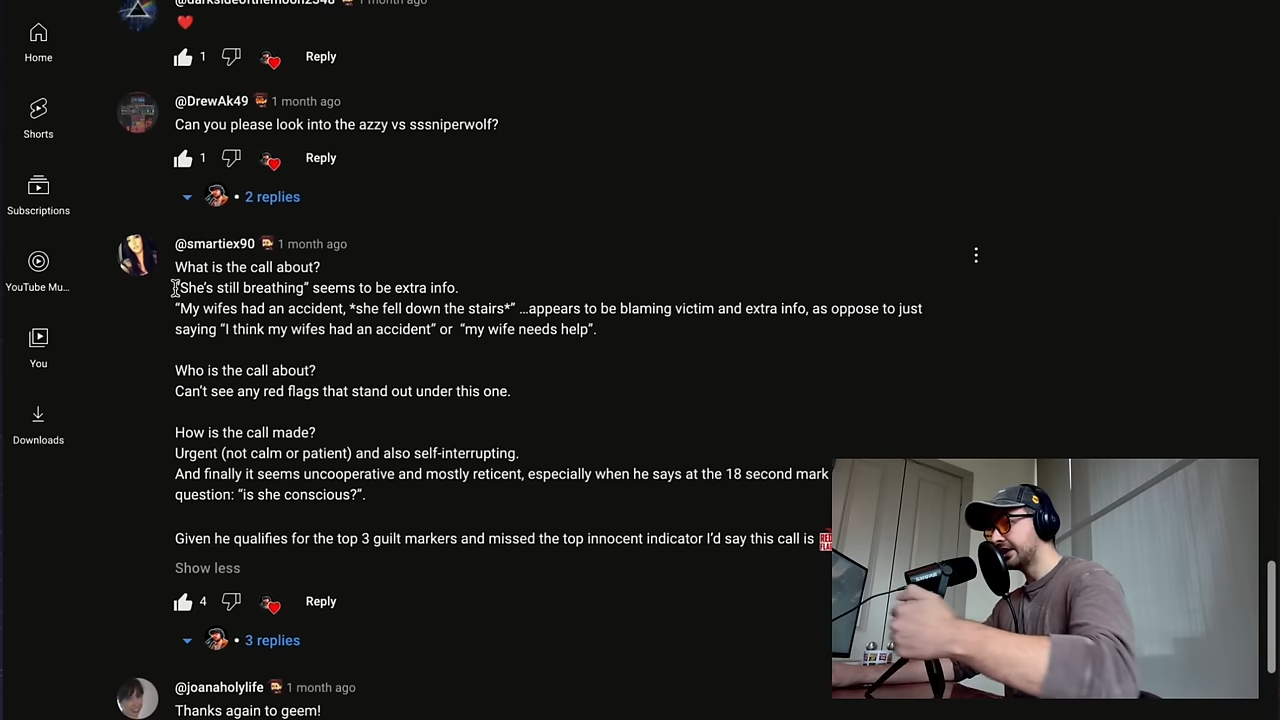 Home
Shorts
Subscriptions
YouTube Mu...
You
Downloads
@darksideofthemoon2348 1 month ago
1 Reply
@DrewAk49 1 month ago
Can you please look into the azzy vs sssniperwolf?
1 Reply
• 2 replies
@smartiex90 1 month ago
What is the call about?
“She’s still breathing” seems to be extra info.
“My wifes had an accident, *she fell down the stairs*” …appears to be blaming victim and extra info, as oppose to just
saying “I think my wifes had an accident” or “my wife needs help”.
Who is the call about?
Can’t see any red flags that stand out under this one.
How is the call made?
Urgent (not calm or patient) and also self-interrupting.
And finally it seems uncooperative and mostly reticent, especially when he says at the 18 second mark
question: “is she conscious?”.
Given he qualifies for the top 3 guilt markers and missed the top innocent indicator I’d say this call is
Show less
4 Reply
• 3 replies
@joanaholylife 1 month ago
Thanks again to geem!
SHURE